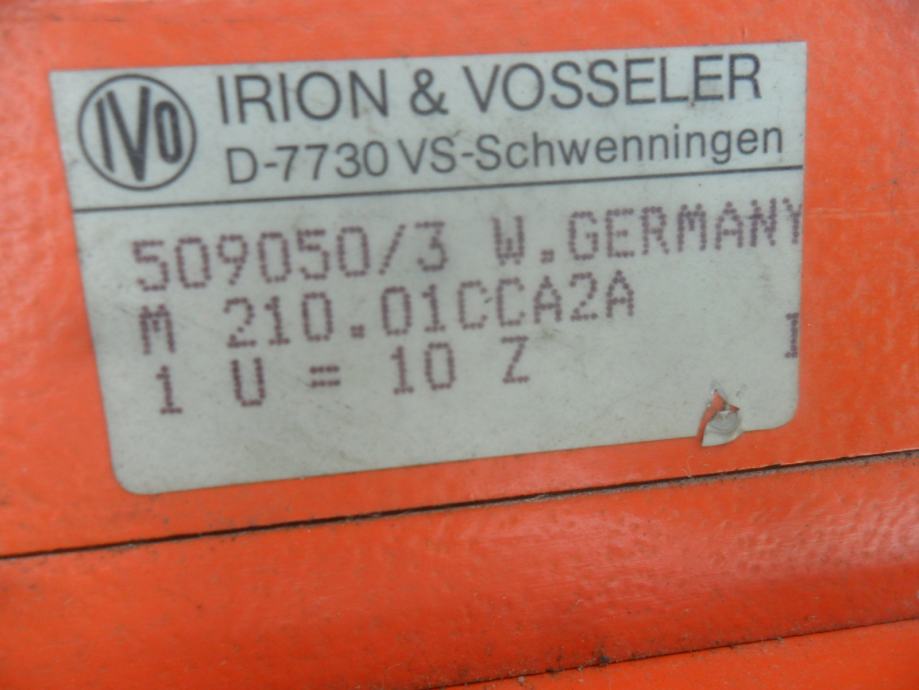 IVO IRION & VOSSELER
D-7730 VS-Schwenningen
509050/3 W.GERMANY
M 210.01CCA2A
1 U = 10 Z